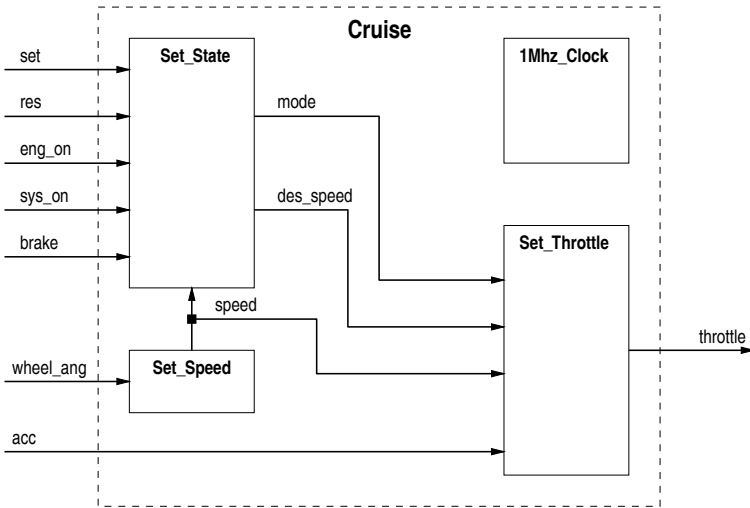 Cruise
set
Set_State
1Mhz_Clock
res
mode
eng_on
sys_on
des_speed
brake
Set_Throttle
speed
throttle
wheel_ang
Set_Speed
acc